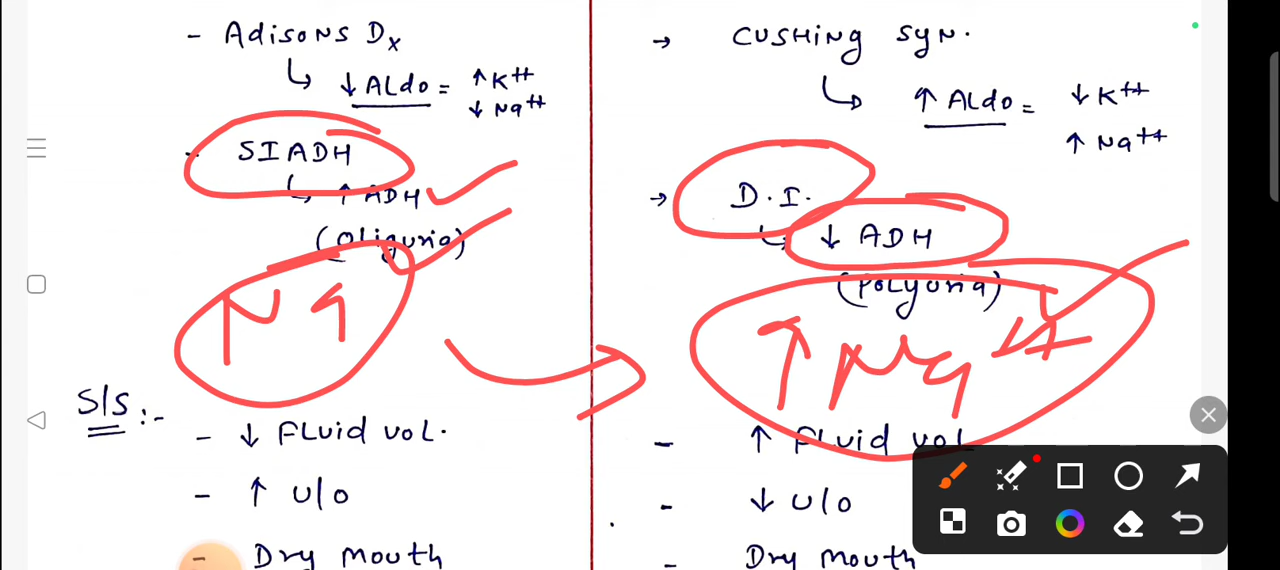 - Adisons Dx
↓ Aldo = ↑ K++
↓ Na++
- SIADH
↑ ADH
(oliguria)
Na
S/S :-
- ↓ Fluid vol.
- ↑ u/o
- Dry mouth
→ Cushing Syn.
↑ Aldo = ↓ K++
↑ Na++
→ D.I.
↓ ADH
(Polyuria)
↑ Na++
- ↑ Fluid vol
- ↓ u/o
- Dry mouth